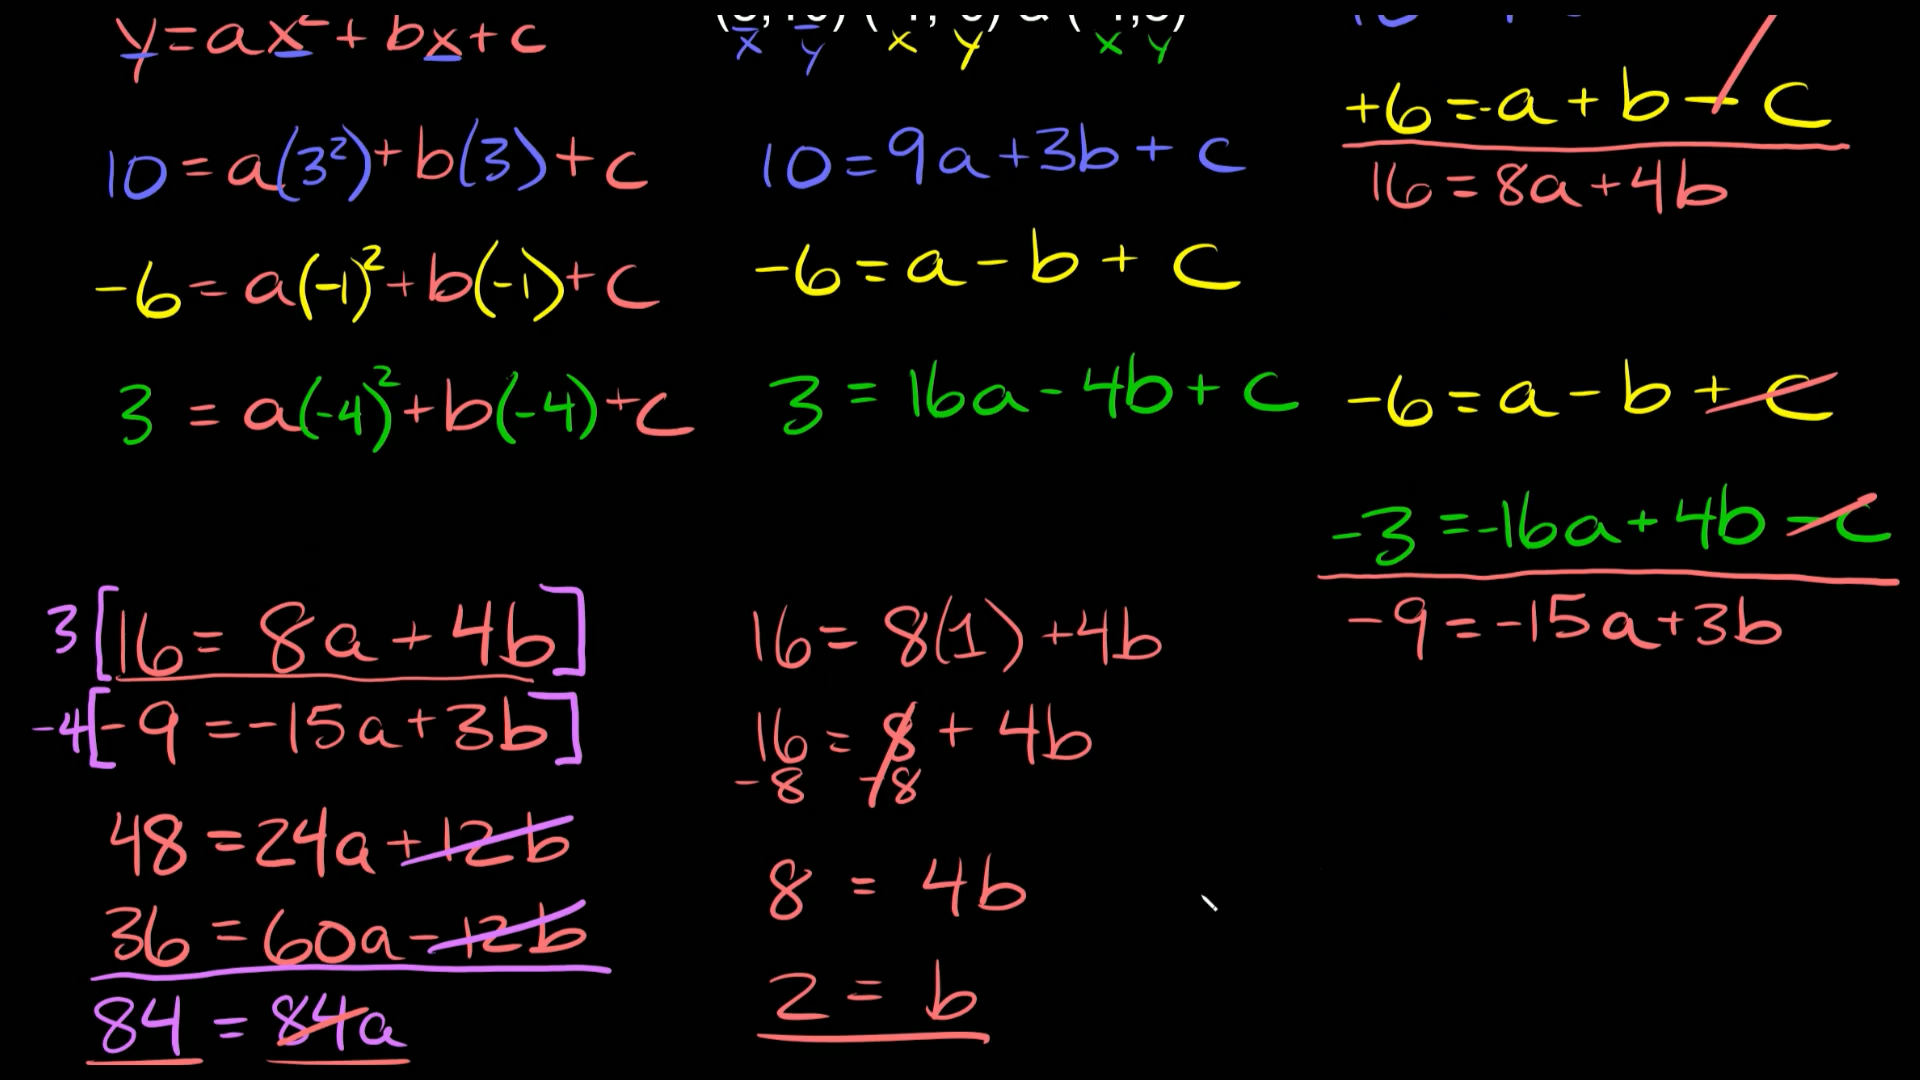 y = ax² + bx + c
10 = a(3²) + b(3) + c
-6 = a(-1)² + b(-1) + c
3 = a(-4)² + b(-4) + c
x y x y x y
10 = 9a + 3b + c
-6 = a - b + c
3 = 16a - 4b + c
+6 = -a + b - c
16 = 8a + 4b
-6 = a - b + c
-3 = -16a + 4b - c
-9 = -15a + 3b
3 [16 = 8a + 4b]
-4 [-9 = -15a + 3b]
48 = 24a + 12b
36 = 60a - 12b
84 = 84a
16 = 8(1) + 4b
16 = 8 + 4b
-8 -8
8 = 4b
2 = b